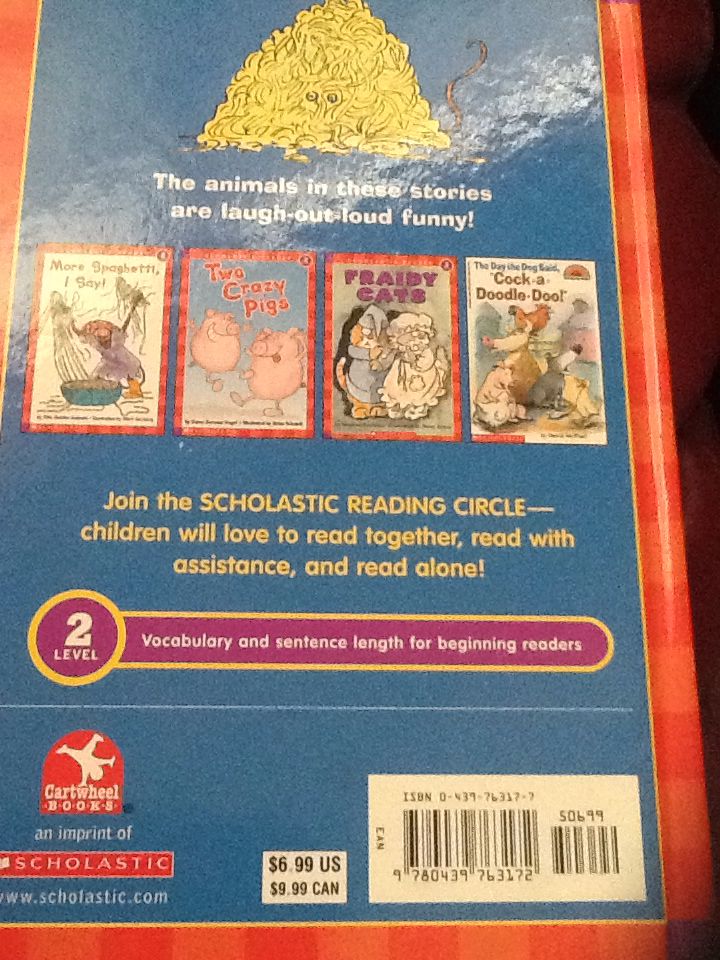 The animals in these stories
are laugh-out-loud funny!
More Spaghetti,
I Say!
Two
Crazy
Pigs
FRAIDY
CATS
The Day the Dog Said,
"Cock-a-
Doodle-Doo!"
Join the SCHOLASTIC READING CIRCLE—
children will love to read together, read with
assistance, and read alone!
2
LEVEL
Vocabulary and sentence length for beginning readers
Cartwheel
·B·O·O·K·S·
an imprint of
SCHOLASTIC
www.scholastic.com
$6.99 US
$9.99 CAN
ISBN 0-439-76317-7
50699
EAN
9 780439 763172